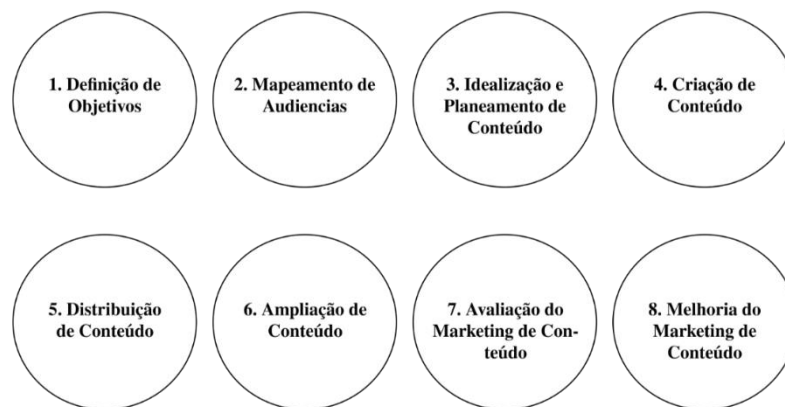 1. Definição de
Objetivos
2. Mapeamento de
Audiencias
3. Idealização e
Planeamento de
Conteúdo
4. Criação de
Conteúdo
5. Distribuição
de Conteúdo
6. Ampliação de
Conteúdo
7. Avaliação do
Marketing de Con-
teúdo
8. Melhoria do
Marketing de
Conteúdo